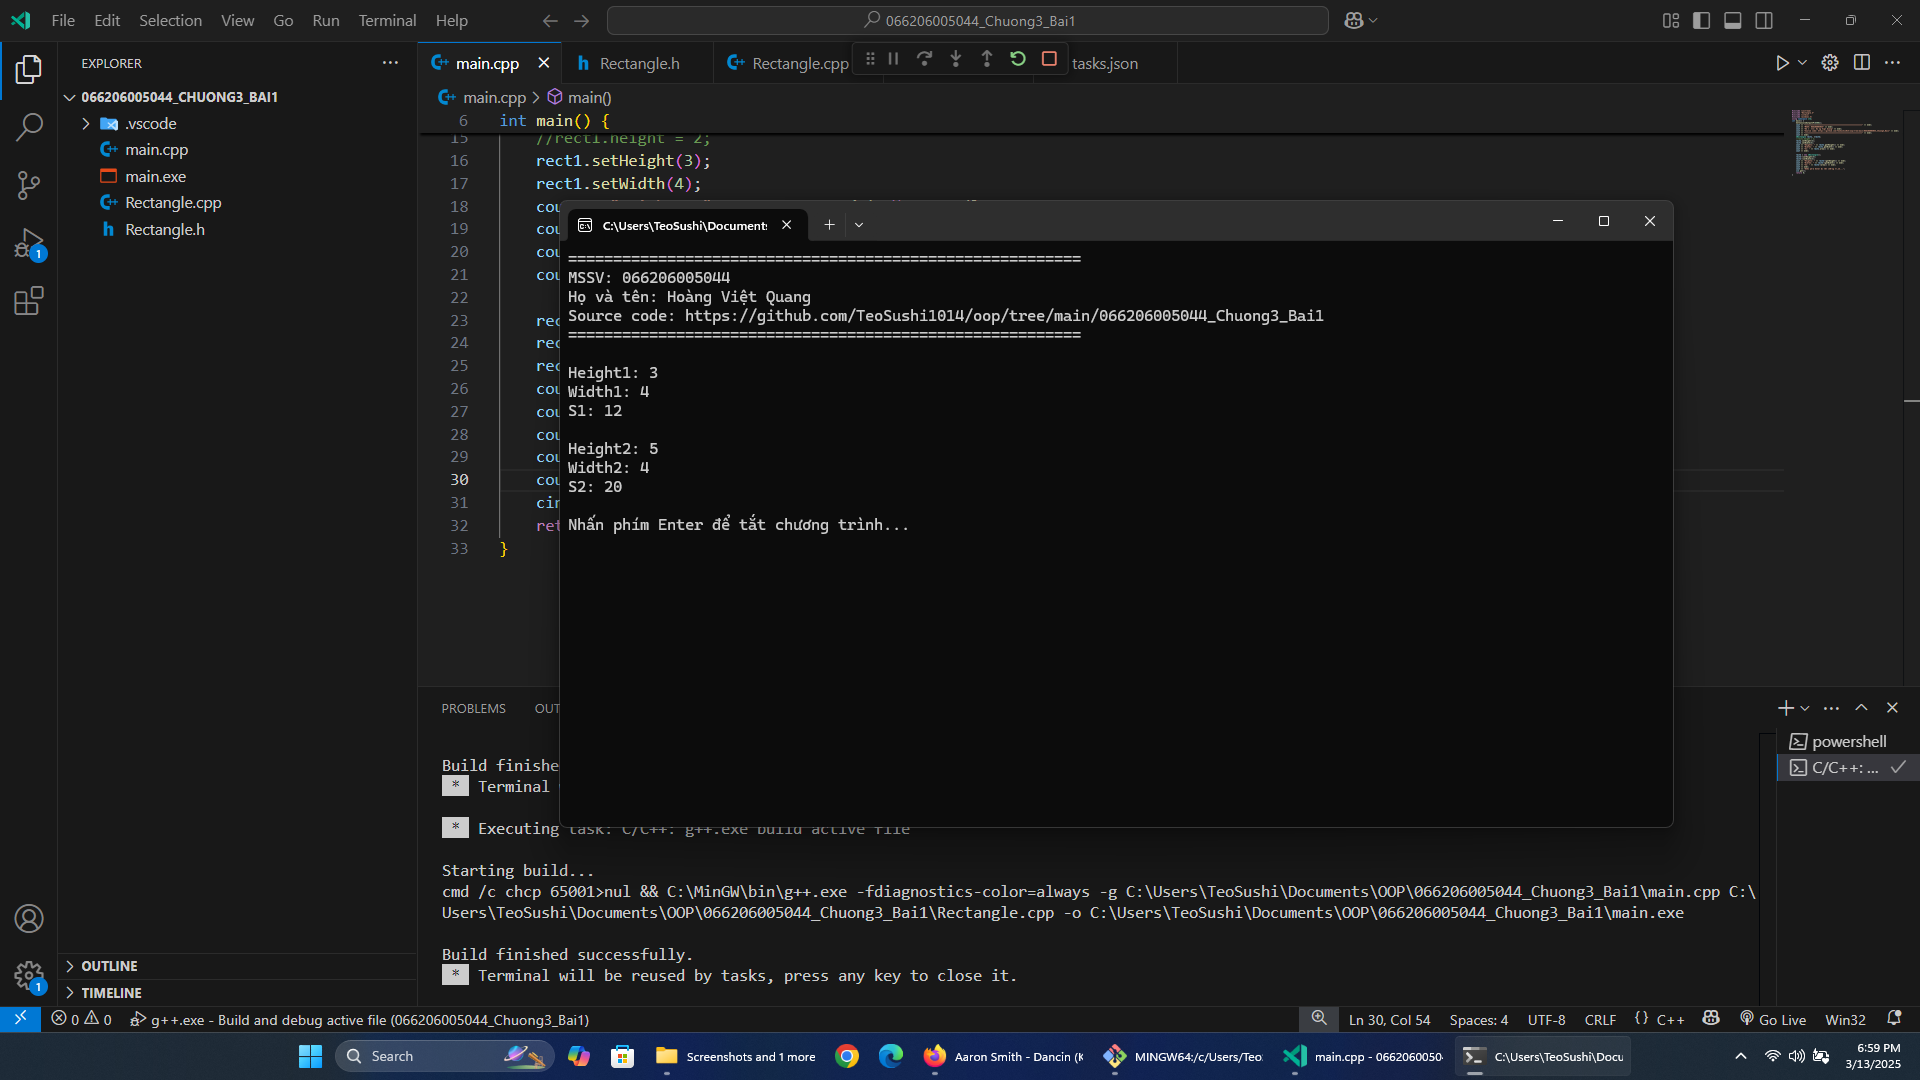 File Edit Selection View Go Run Terminal Help
066206005044_Chuong3_Bai1
EXPLORER
066206005044_CHUONG3_BAI1
.vscode
main.cpp
main.exe
Rectangle.cpp
Rectangle.h
OUTLINE
TIMELINE
main.cpp Rectangle.h Rectangle.cpp tasks.json
main.cpp > main()
6 int main() {
15 //rect1.height = 2;
16 rect1.setHeight(3);
17 rect1.setWidth(4);
18 cou
19 cou
20 cou
21 cou
22
23 rec
24 rec
25 rec
26 cou
27 cou
28 cou
29 cou
30 cou
31 cin
32 ret
33 }
C:\Users\TeoSushi\Document
=========================================================
MSSV: 066206005044
Họ và tên: Hoàng Việt Quang
Source code: https://github.com/TeoSushi1014/oop/tree/main/066206005044_Chuong3_Bai1
=========================================================
Height1: 3
Width1: 4
S1: 12
Height2: 5
Width2: 4
S2: 20
Nhấn phím Enter để tắt chương trình...
PROBLEMS OUT
powershell
C/C++: ...
Build finishe
* Terminal
* Executing task: C/C++: g++.exe build active file
Starting build...
cmd /c chcp 65001>nul && C:\MinGW\bin\g++.exe -fdiagnostics-color=always -g C:\Users\TeoSushi\Documents\OOP\066206005044_Chuong3_Bai1\main.cpp C:\
Users\TeoSushi\Documents\OOP\066206005044_Chuong3_Bai1\Rectangle.cpp -o C:\Users\TeoSushi\Documents\OOP\066206005044_Chuong3_Bai1\main.exe
Build finished successfully.
* Terminal will be reused by tasks, press any key to close it.
0 0 g++.exe - Build and debug active file (066206005044_Chuong3_Bai1)
Ln 30, Col 54 Spaces: 4 UTF-8 CRLF {} C++ Go Live Win32
Search
Screenshots and 1 more
Aaron Smith - Dancin (K
MINGW64:/c/Users/Teo
main.cpp - 0662060050
C:\Users\TeoSushi\Docu
6:59 PM
3/13/2025